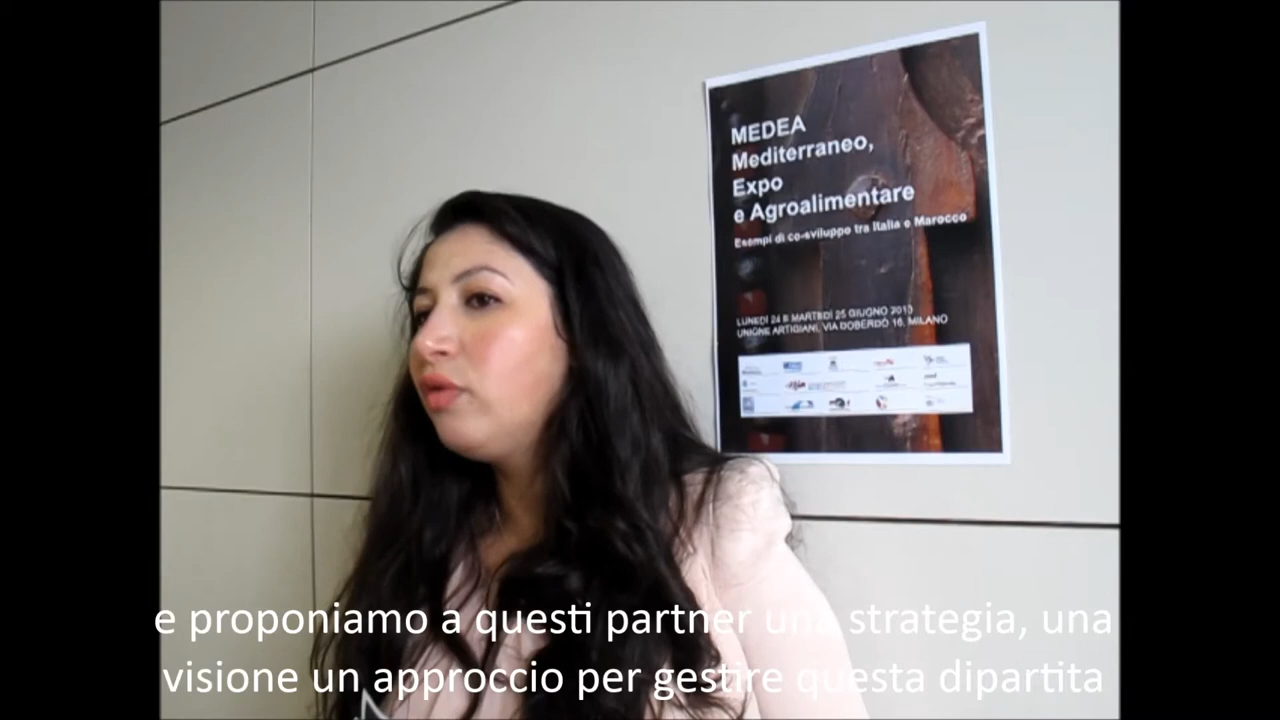 MEDEA
Mediterraneo,
Expo
e Agroalimentare
Esempi di co-sviluppo tra Italia e Marocco
LUNEDÌ 24 E MARTEDÌ 25 GIUGNO 2013
UNIONE ARTIGIANI, VIA DOBERDÒ 16, MILANO
e proponiamo a questi partner una strategia, una
visione un approccio per gestire questa dipartita